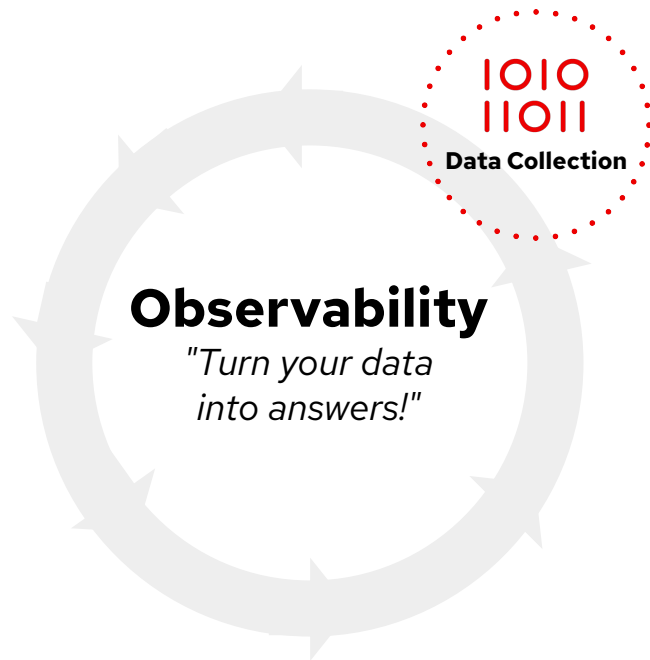 1010
11011
Data Collection
Observability
"Turn your data
into answers!"